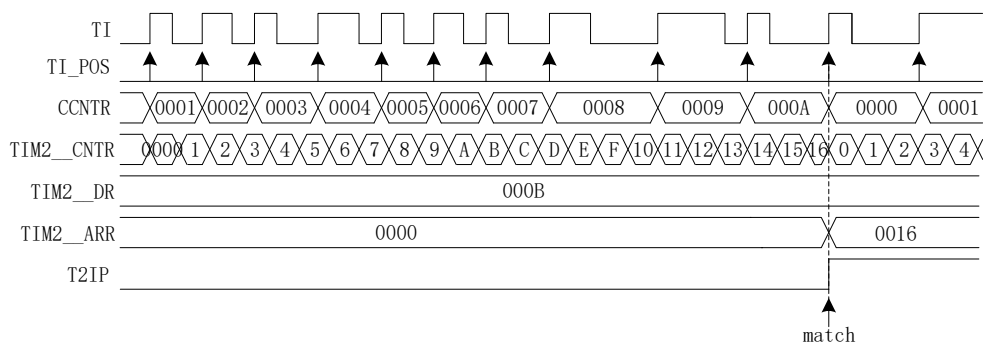 TI
TI_POS
CCNTR 0001 0002 0003 0004 0005 0006 0007 0008 0009 000A 0000 0001
TIM2__CNTR 0000 1 2 3 4 5 6 7 8 9 A B C D E F 10 11 12 13 14 15 16 0 1 2 3 4
TIM2__DR 000B
TIM2__ARR 0000 0016
T2IP
match